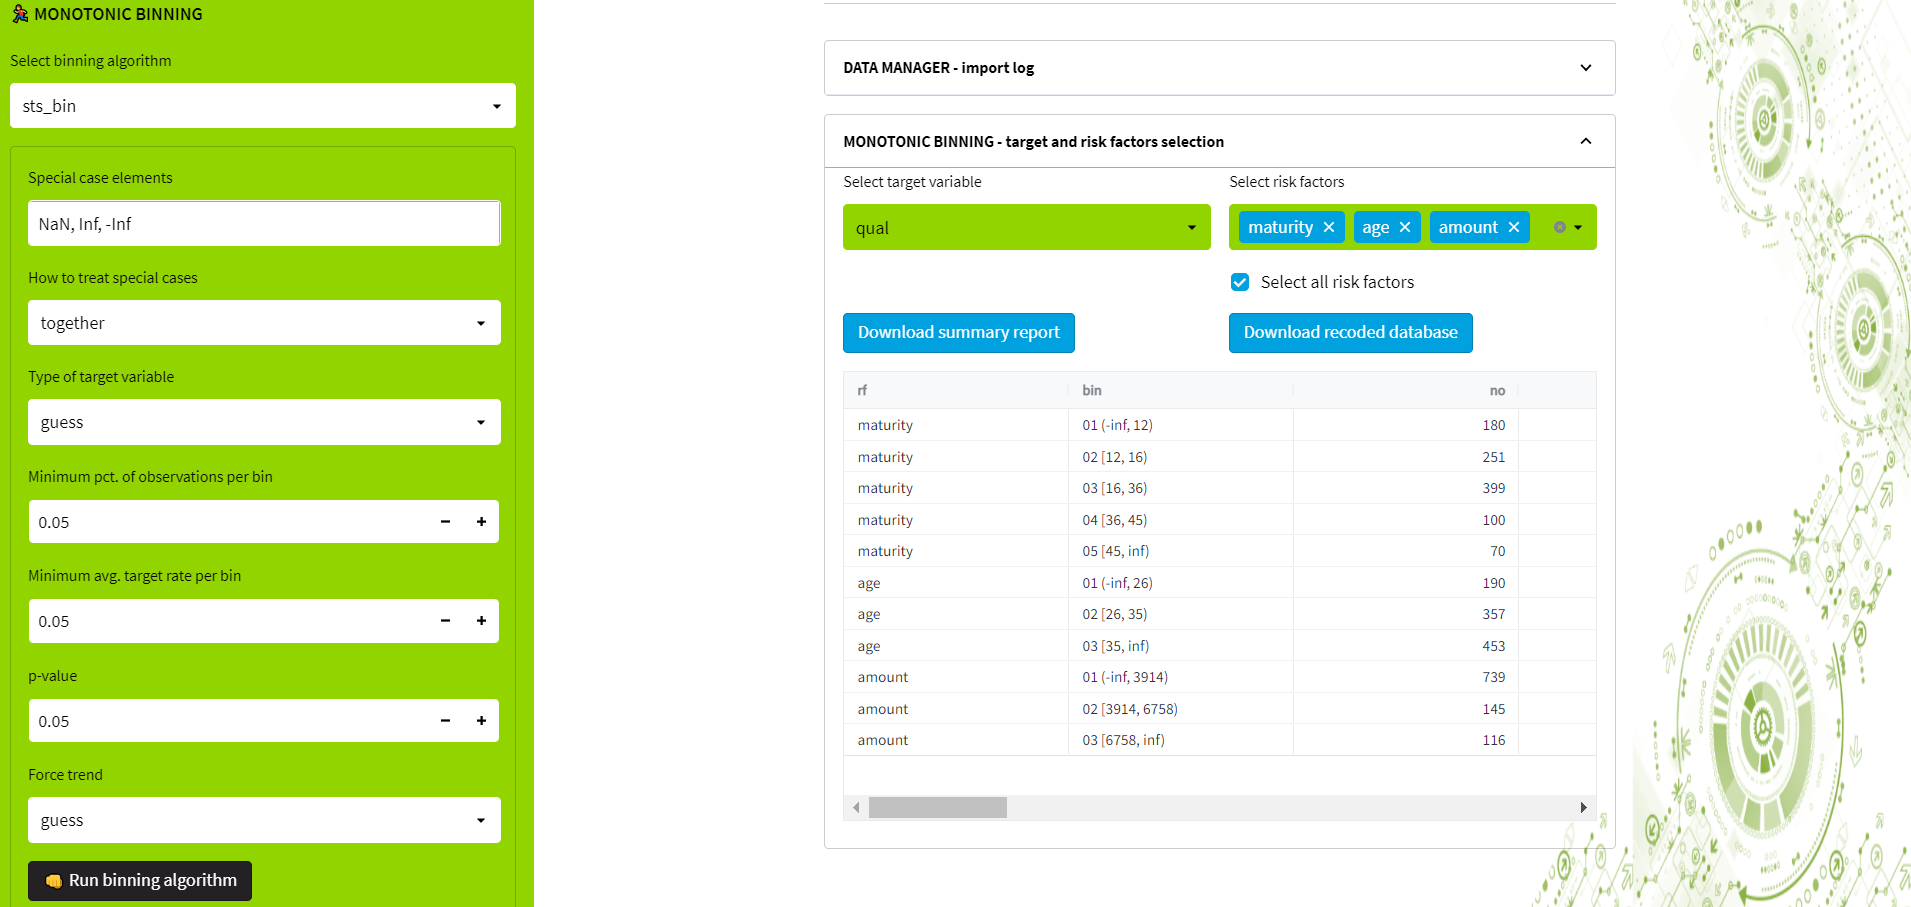 MONOTONIC BINNING
Select binning algorithm
sts_bin
Special case elements
NaN, Inf, -Inf
How to treat special cases
together
Type of target variable
guess
Minimum pct. of observations per bin
0.05
Minimum avg. target rate per bin
0.05
p-value
0.05
Force trend
guess
Run binning algorithm
DATA MANAGER - import log
MONOTONIC BINNING - target and risk factors selection
Select target variable
qual
Select risk factors
maturity age amount
Select all risk factors
Download summary report
Download recoded database
rf bin no
maturity 01 (-inf, 12) 180
maturity 02 [12, 16) 251
maturity 03 [16, 36) 399
maturity 04 [36, 45) 100
maturity 05 [45, inf) 70
age 01 (-inf, 26) 190
age 02 [26, 35) 357
age 03 [35, inf) 453
amount 01 (-inf, 3914) 739
amount 02 [3914, 6758) 145
amount 03 [6758, inf) 116